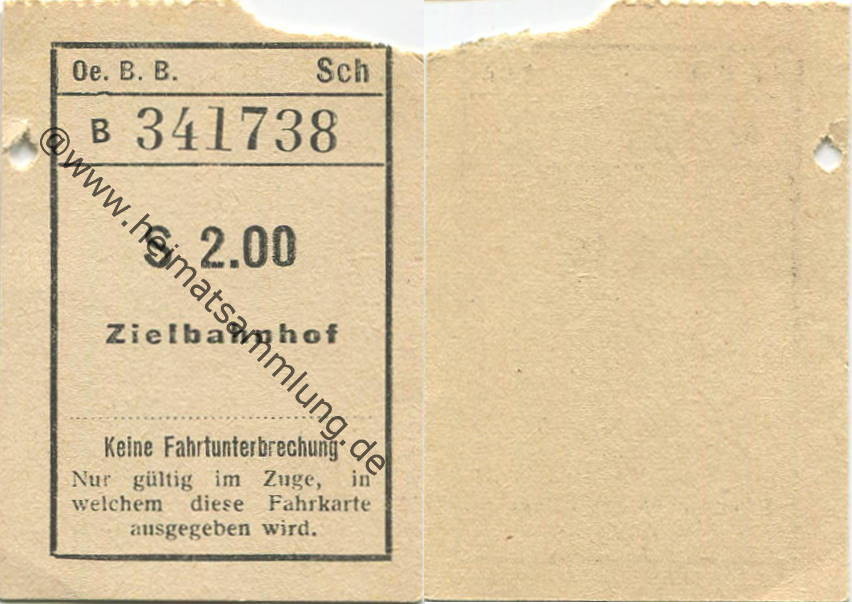 Oe. B. B. Sch
B 341738
S 2.00
Zielbahnhof
Keine Fahrtunterbrechung
Nur gültig im Zuge, in
welchem diese Fahrkarte
ausgegeben wird.
@www.heimatsammlung.de